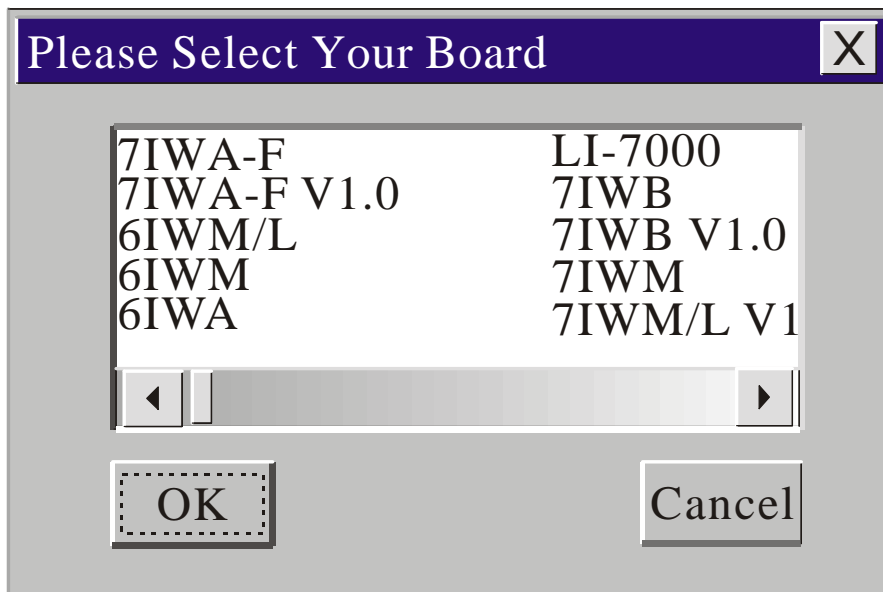 Please Select Your Board
X
7IWA-F
7IWA-F V1.0
6IWM/L
6IWM
6IWA
LI-7000
7IWB
7IWB V1.0
7IWM
7IWM/L V1
OK
Cancel